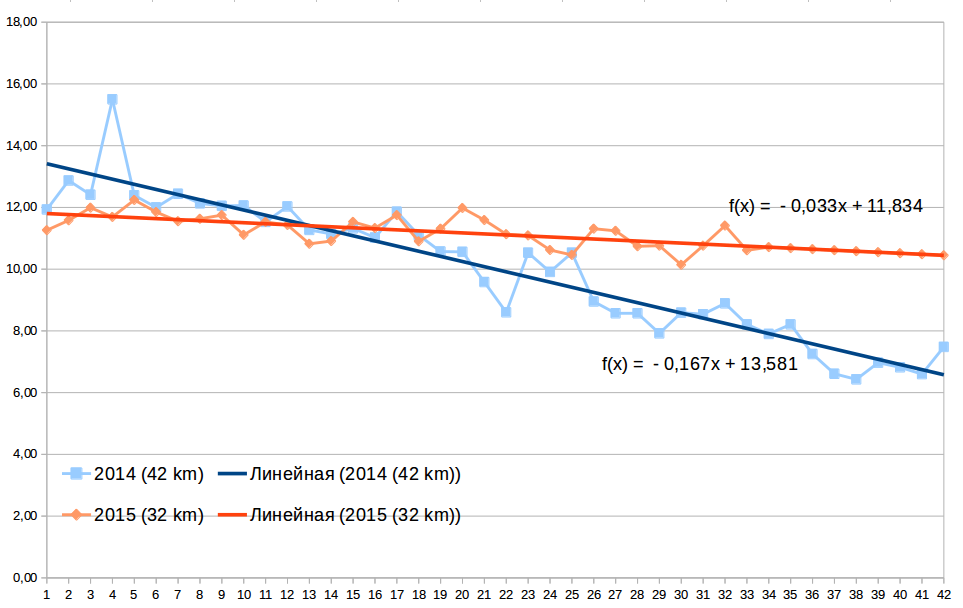 18,00
16,00
14,00
12,00
10,00
8,00
6,00
4,00
2,00
0,00
f(x) = - 0,033x + 11,834
f(x) = - 0,167x + 13,581
2014 (42 km) Линейная (2014 (42 km))
2015 (32 km) Линейная (2015 (32 km))
1 2 3 4 5 6 7 8 9 10 11 12 13 14 15 16 17 18 19 20 21 22 23 24 25 26 27 28 29 30 31 32 33 34 35 36 37 38 39 40 41 42